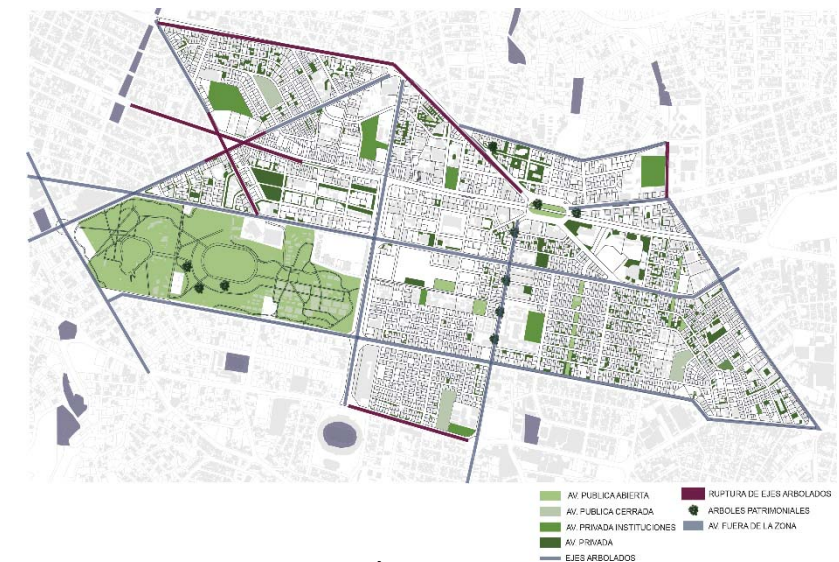 AV. PUBLICA ABIERTA
AV. PUBLICA CERRADA
AV. PRIVADA INSTITUCIONES
AV. PRIVADA
EJES ARBOLADOS
RUPTURA DE EJES ARBOLADOS
ARBOLES PATRIMONIALES
AV. FUERA DE LA ZONA